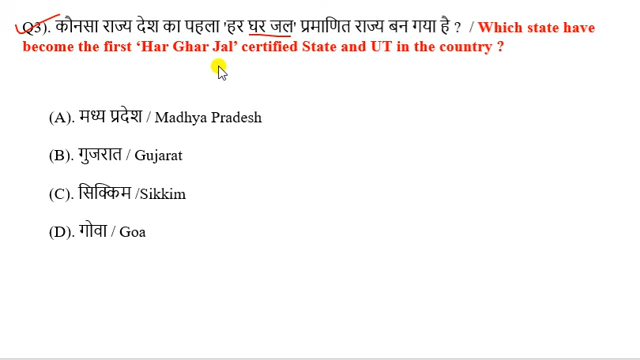 Q3). कौनसा राज्य देश का पहला 'हर घर जल' प्रमाणित राज्य बन गया है ? / Which state have
become the first ‘Har Ghar Jal’ certified State and UT in the country ?
(A). मध्य प्रदेश / Madhya Pradesh
(B). गुजरात / Gujarat
(C). सिक्किम /Sikkim
(D). गोवा / Goa